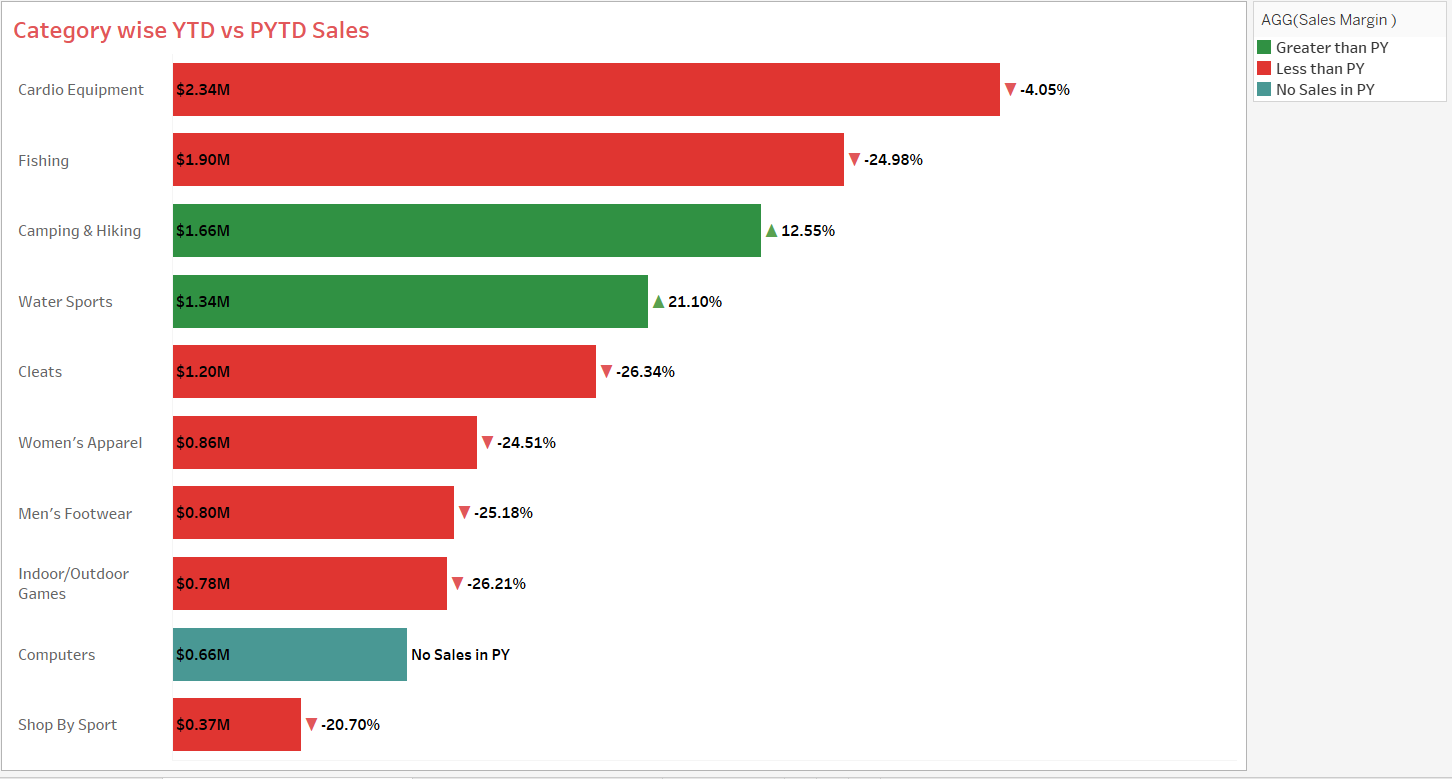 Category wise YTD vs PYTD Sales
Cardio Equipment $2.34M ▼ -4.05%
Fishing $1.90M ▼ -24.98%
Camping & Hiking $1.66M ▲ 12.55%
Water Sports $1.34M ▲ 21.10%
Cleats $1.20M ▼ -26.34%
Women's Apparel $0.86M ▼ -24.51%
Men's Footwear $0.80M ▼ -25.18%
Indoor/Outdoor
Games $0.78M ▼ -26.21%
Computers $0.66M No Sales in PY
Shop By Sport $0.37M ▼ -20.70%
AGG(Sales Margin )
Greater than PY
Less than PY
No Sales in PY